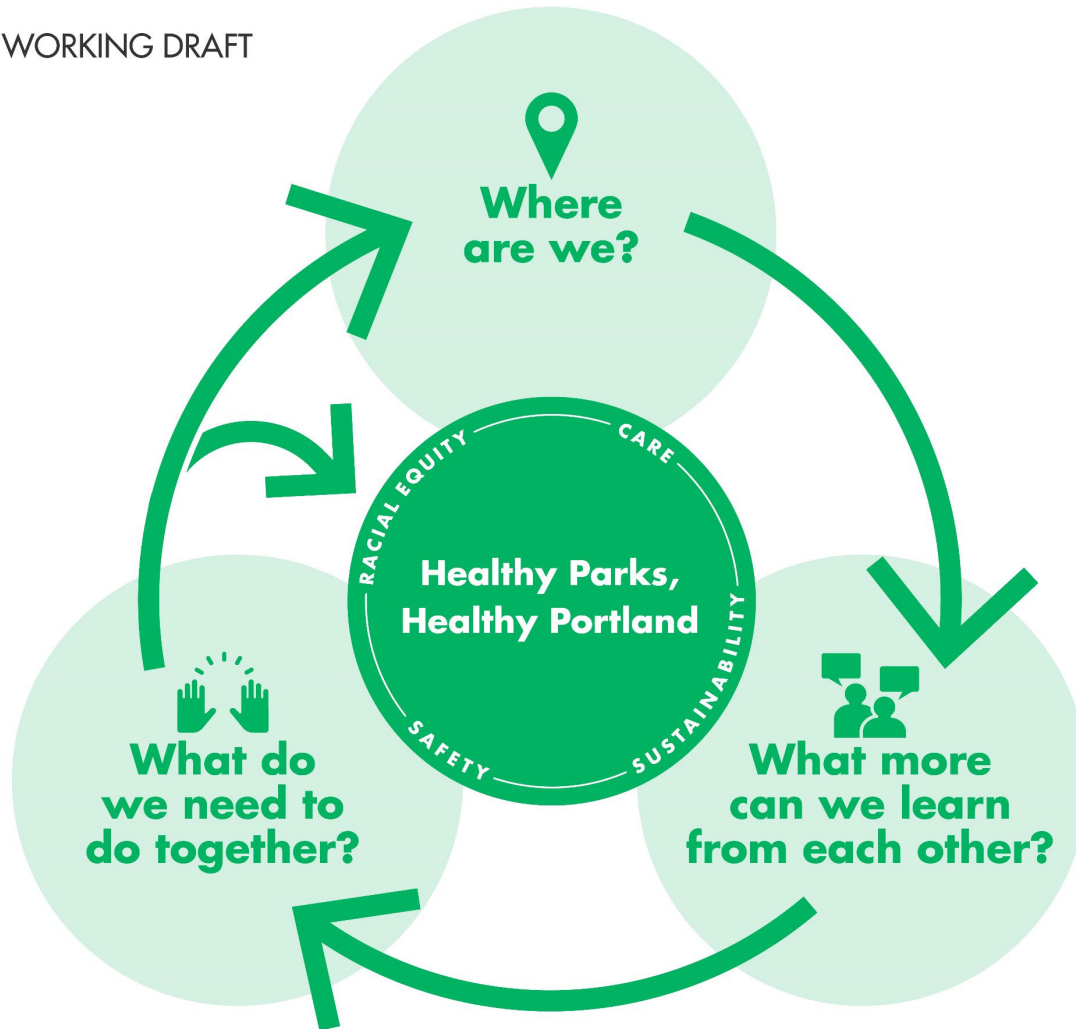 WORKING DRAFT
Where
are we?
RACIAL EQUITY
CARE
Healthy Parks,
Healthy Portland
SAFETY
SUSTAINABILITY
What do
we need to
do together?
What more
can we learn
from each other?